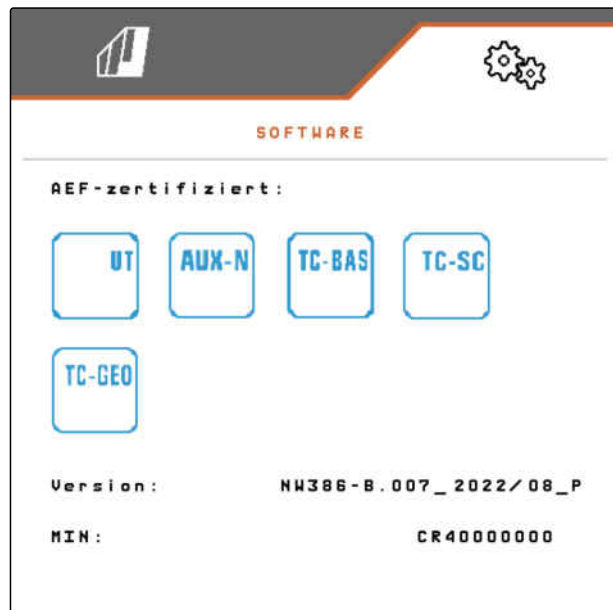 SOFTWARE
AEF-zertifiziert:
UT AUX-N TC-BAS TC-SC
TC-GEO
Version: NW386-B.007_2022/08_P
MIN: CR40000000